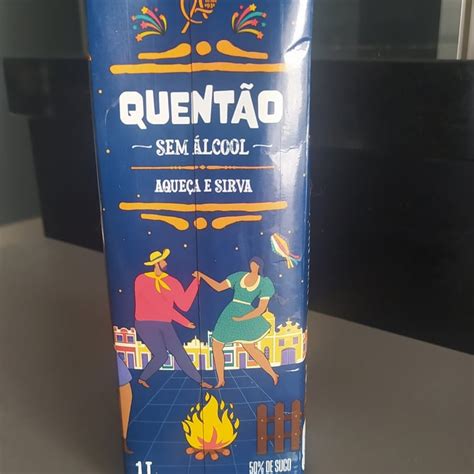 QUENTÃO
SEM ÁLCOOL
AQUEÇA E SIRVA
1L
50% DE SUCO